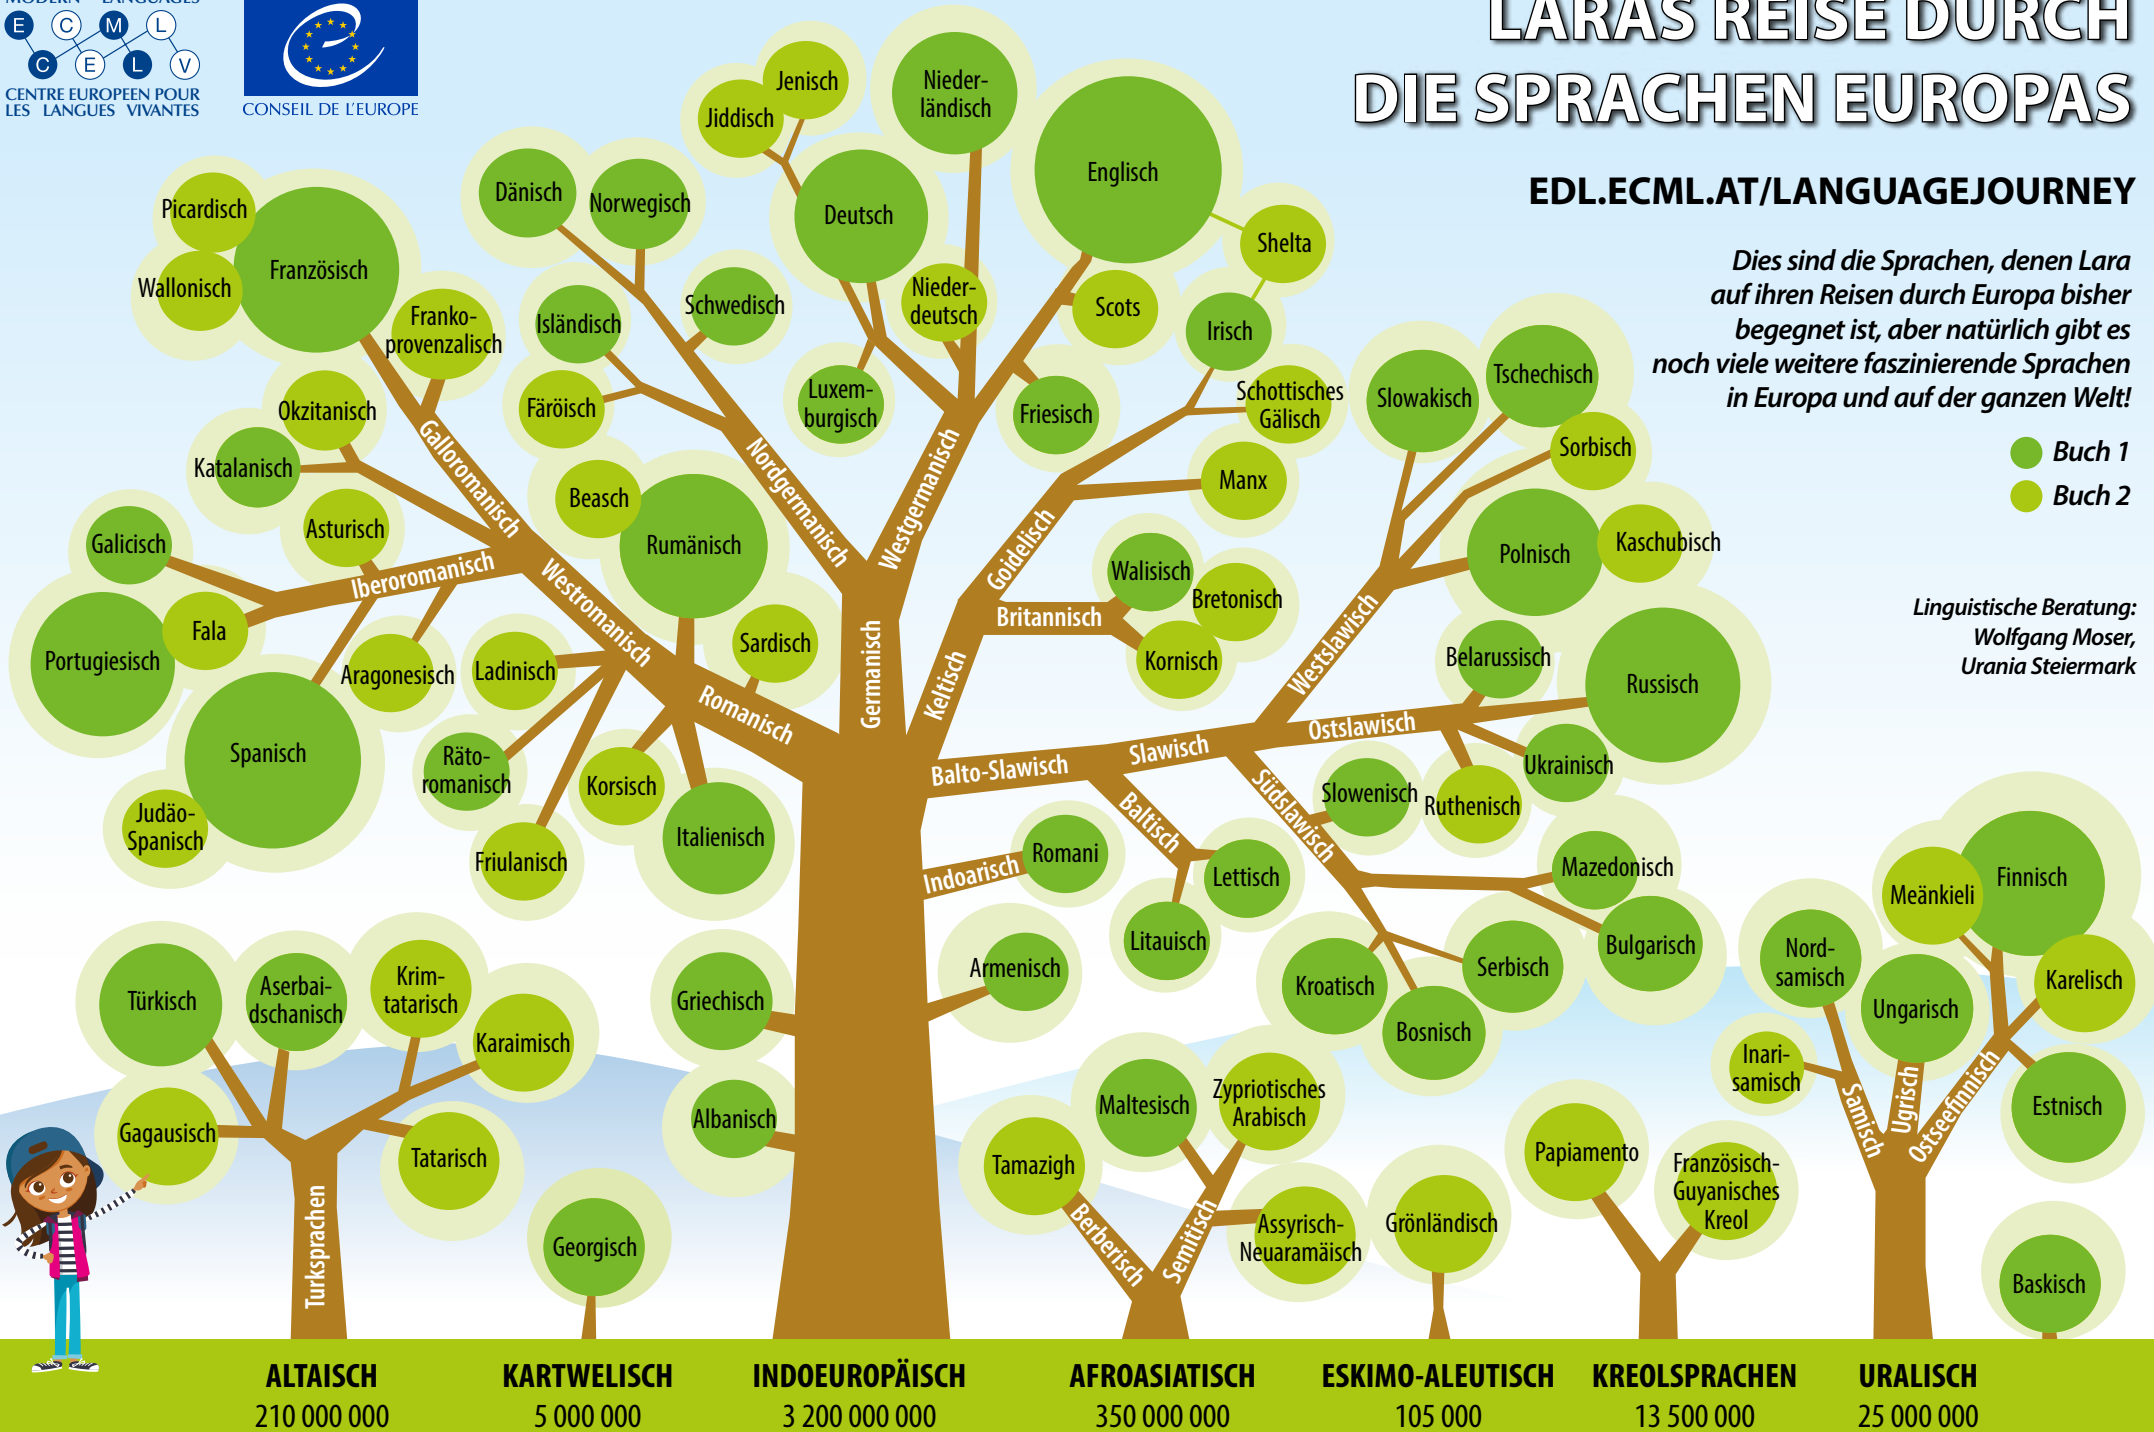 MODERN LANGUAGES
E C M L
C E L V
CENTRE EUROPEEN POUR
LES LANGUES VIVANTES
CONSEIL DE L'EUROPE
LARAS REISE DURCH
DIE SPRACHEN EUROPAS
EDL.ECML.AT/LANGUAGEJOURNEY
Dies sind die Sprachen, denen Lara
auf ihren Reisen durch Europa bisher
begegnet ist, aber natürlich gibt es
noch viele weitere faszinierende Sprachen
in Europa und auf der ganzen Welt!
Buch 1
Buch 2
Linguistische Beratung:
Wolfgang Moser,
Urania Steiermark
Picardisch
Wallonisch
Französisch
Franko-
provenzalisch
Okzitanisch
Katalanisch
Galloromanisch
Asturisch
Galicisch
Iberoromanisch
Fala
Portugiesisch
Aragonesisch
Spanisch
Judäo-
Spanisch
Westromanisch
Ladinisch
Räto-
romanisch
Friulanisch
Korsisch
Italienisch
Beasch
Rumänisch
Sardisch
Romanisch
Dänisch
Norwegisch
Isländisch
Schwedisch
Färöisch
Nordgermanisch
Jenisch
Jiddisch
Nieder-
ländisch
Deutsch
Nieder-
deutsch
Luxem-
burgisch
Englisch
Shelta
Scots
Friesisch
Westgermanisch
Germanisch
Irisch
Schottisches
Gälisch
Manx
Goidelisch
Walisisch
Bretonisch
Britannisch
Kornisch
Keltisch
Slowakisch
Tschechisch
Sorbisch
Polnisch
Kaschubisch
Westslawisch
Belarussisch
Russisch
Ostslawisch
Ukrainisch
Ruthenisch
Balto-Slawisch
Slawisch
Baltisch
Lettisch
Litauisch
Südslawisch
Slowenisch
Mazedonisch
Bulgarisch
Serbisch
Kroatisch
Bosnisch
Indoarisch
Romani
Armenisch
Griechisch
Albanisch
Türkisch
Aserbai-
dschanisch
Krim-
tatarisch
Karaimisch
Gagausisch
Tatarisch
Turksprachen
Georgisch
Tamazigh
Maltesisch
Zypriotisches
Arabisch
Berberisch
Semitisch
Assyrisch-
Neuaramäisch
Grönländisch
Papiamento
Französisch-
Guyanisches
Kreol
Nord-
samisch
Inari-
samisch
Samisch
Ungarisch
Ugrisch
Meänkieli
Finnisch
Karelisch
Ostseefinnisch
Estnisch
Baskisch
ALTAISCH
210 000 000
KARTWELISCH
5 000 000
INDOEUROPÄISCH
3 200 000 000
AFROASIATISCH
350 000 000
ESKIMO-ALEUTISCH
105 000
KREOLSPRACHEN
13 500 000
URALISCH
25 000 000